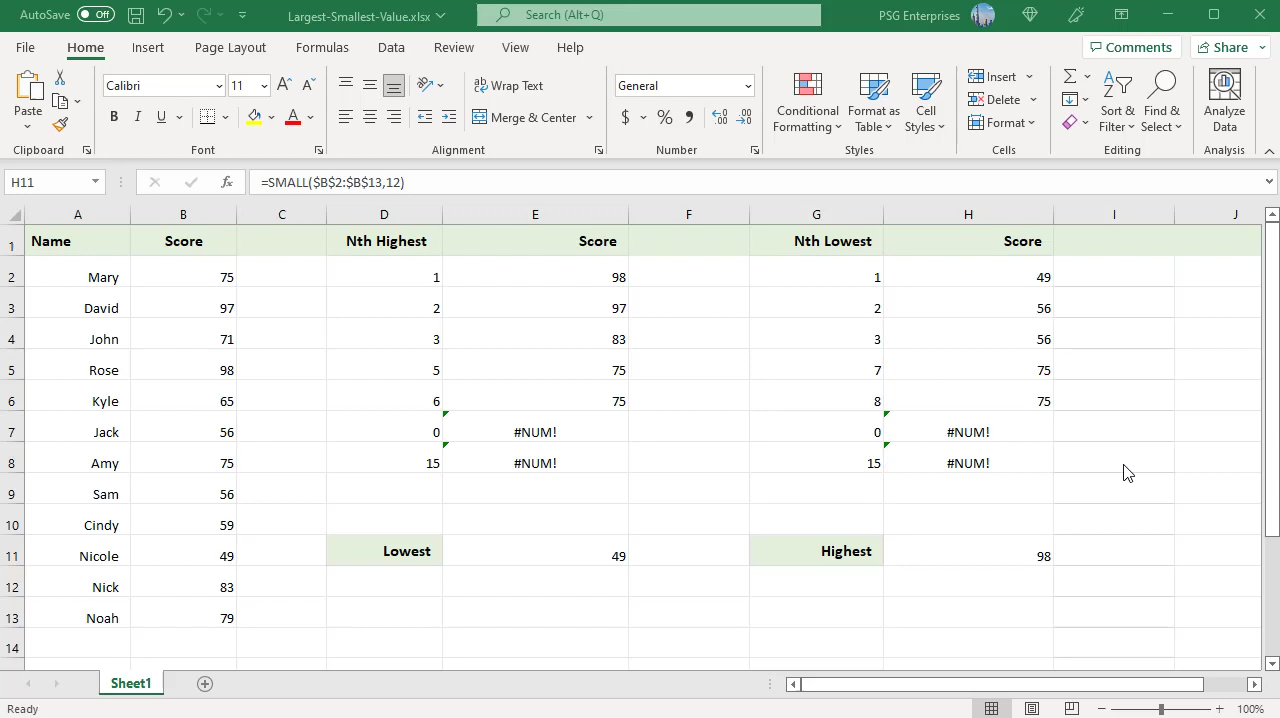 AutoSave Off Largest-Smallest-Value.xlsx Search (Alt+Q) PSG Enterprises
File Home Insert Page Layout Formulas Data Review View Help Comments Share
Paste Calibri 11 A A Wrap Text General Conditional Formatting Format as Table Cell Styles Insert Sort & Filter Find & Select Analyze Data
Delete
B I U A Merge & Center $ % Format
Clipboard Font Alignment Number Styles Cells Editing Analysis
H11 fx =SMALL($B$2:$B$13,12)
A B C D E F G H I J
1 Name Score Nth Highest Score Nth Lowest Score
2 Mary 75 1 98 1 49
3 David 97 2 97 2 56
4 John 71 3 83 3 56
5 Rose 98 5 75 7 75
6 Kyle 65 6 75 8 75
7 Jack 56 0 #NUM! 0 #NUM!
8 Amy 75 15 #NUM! 15 #NUM!
9 Sam 56
10 Cindy 59
11 Nicole 49 Lowest 49 Highest 98
12 Nick 83
13 Noah 79
14
Sheet1
Ready 100%